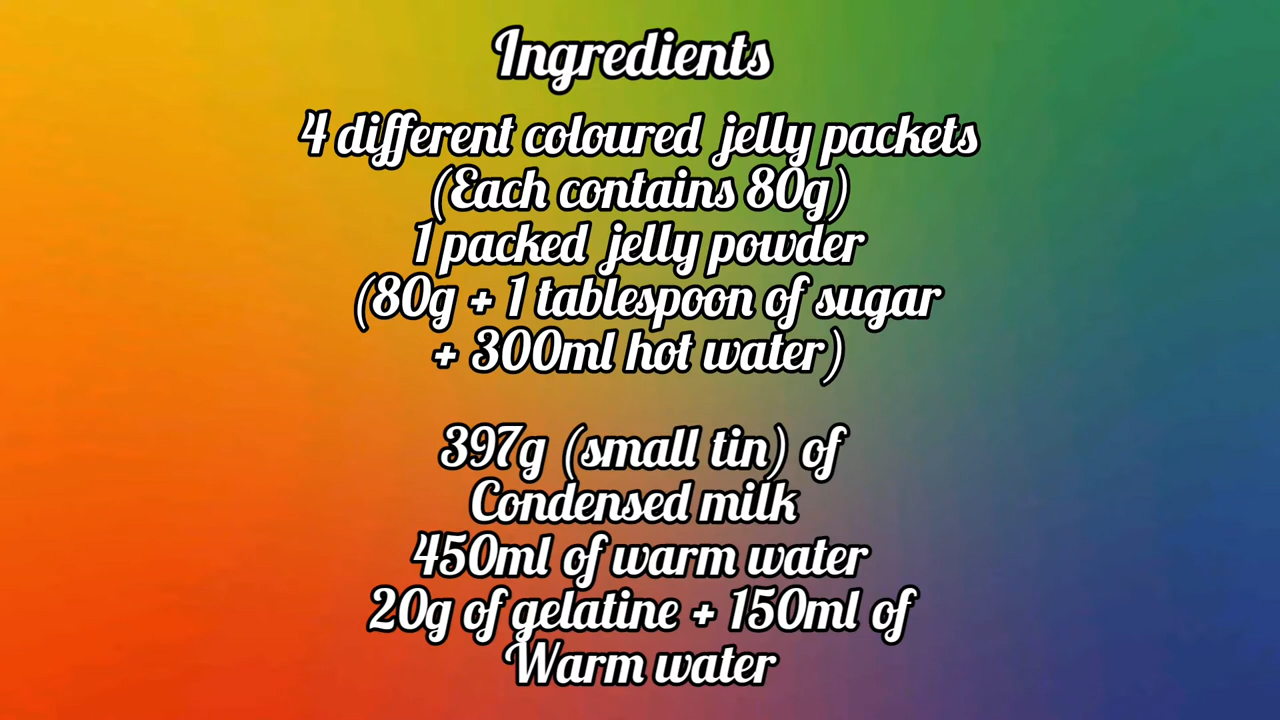 Ingredients
4 different coloured jelly packets
(Each contains 80g)
1 packed jelly powder
(80g + 1 tablespoon of sugar
+ 300ml hot water)
397g (small tin) of
Condensed milk
450ml of warm water
20g of gelatine + 150ml of
Warm water